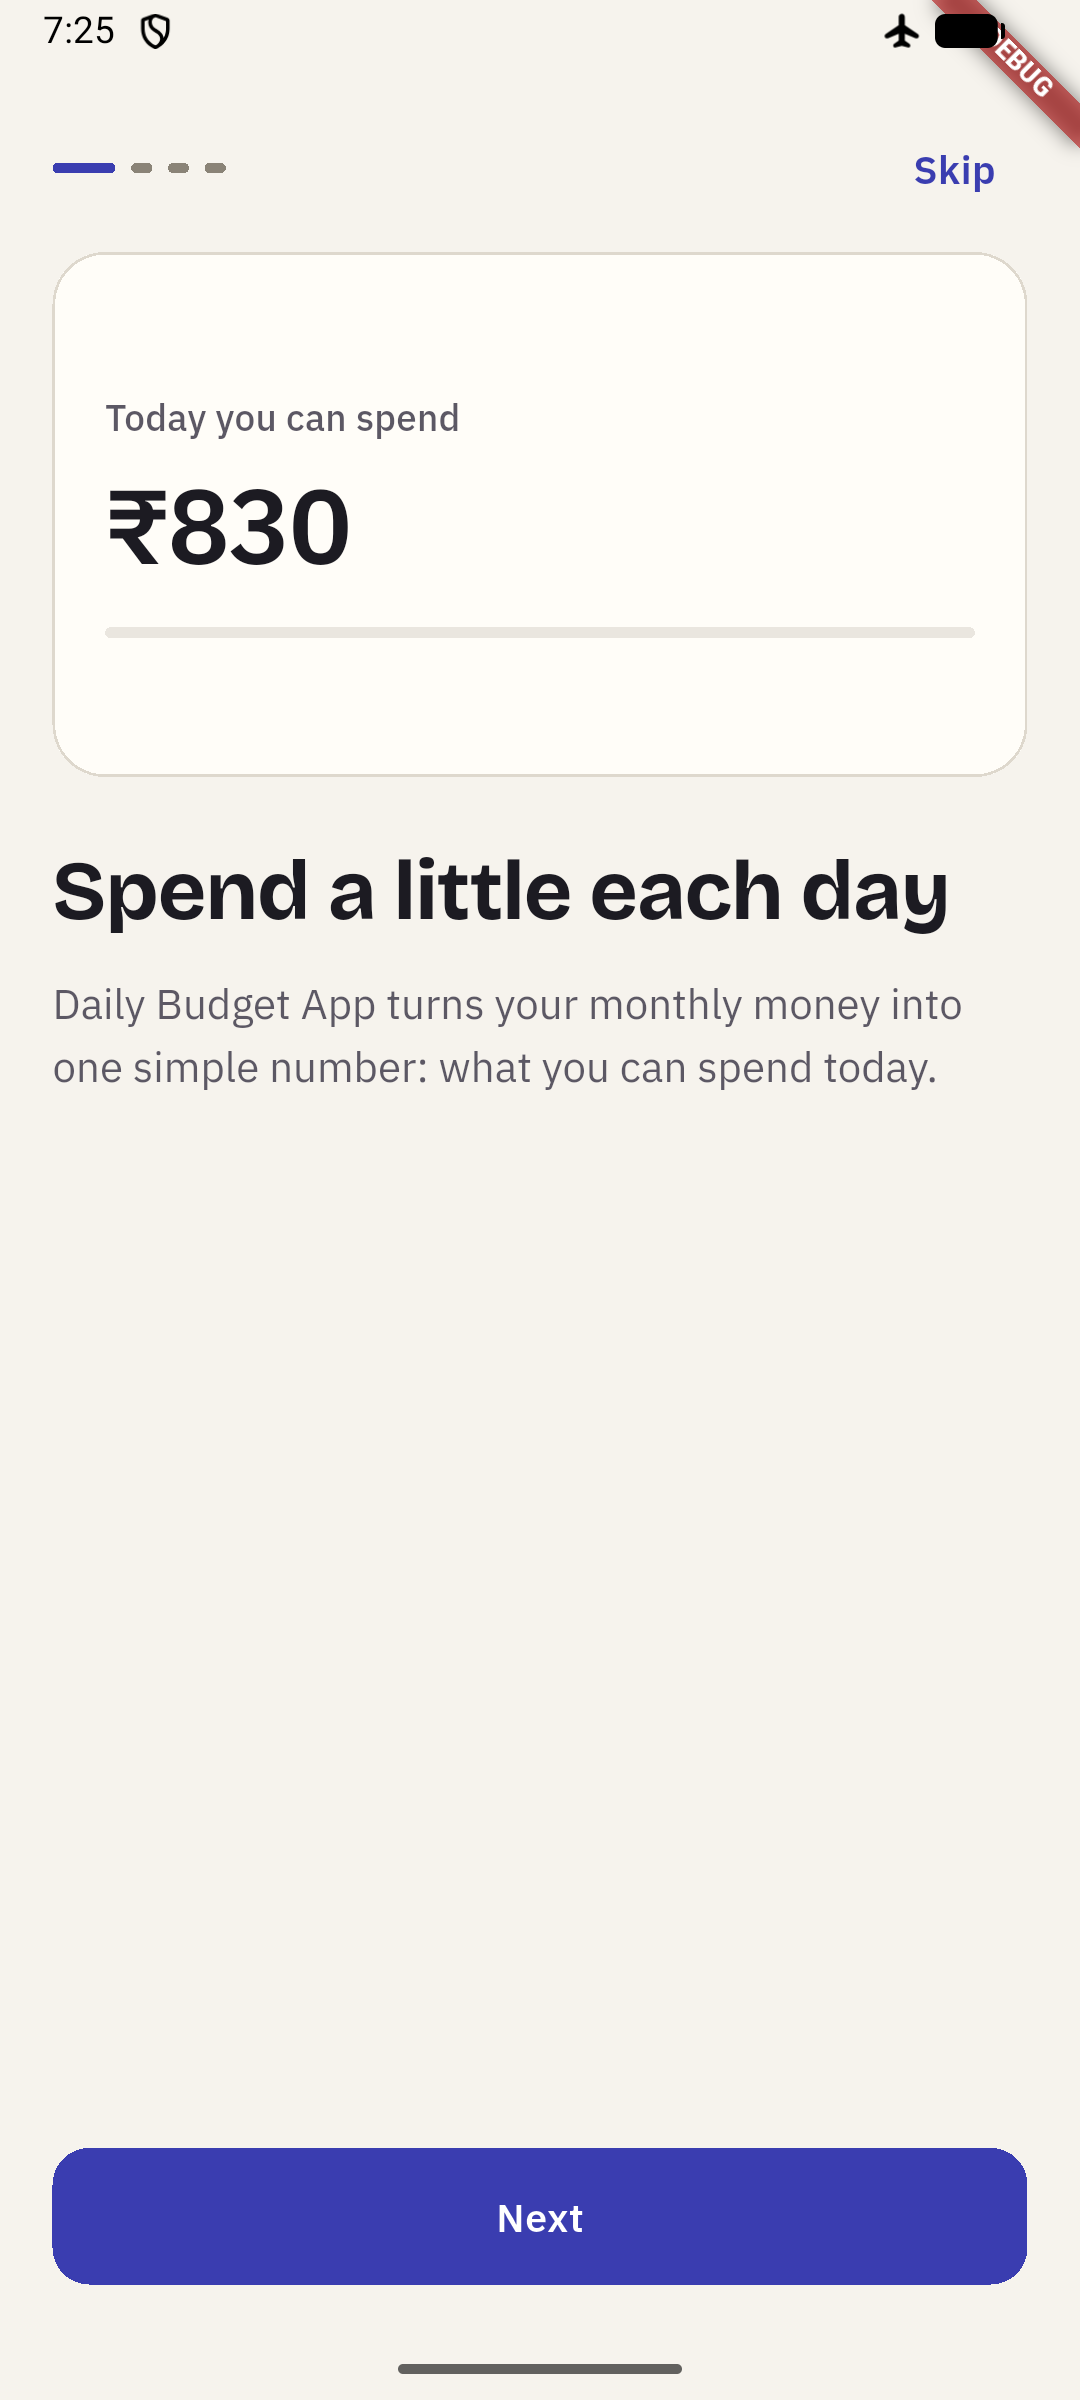 7:25
EBUG
Skip
Today you can spend
₹830
Spend a little each day
Daily Budget App turns your monthly money into
one simple number: what you can spend today.
Next